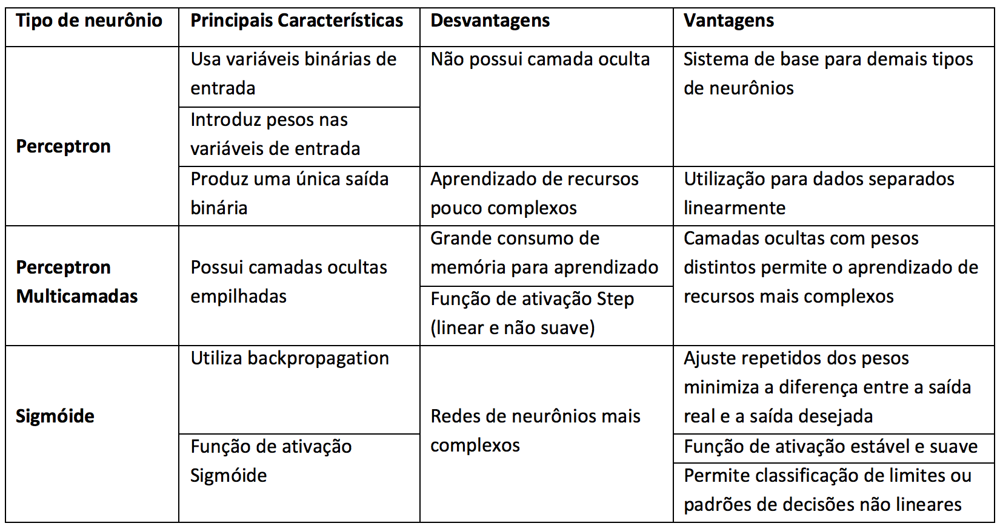 Tipo de neurônio
Principais Características
Desvantagens
Vantagens
Perceptron
Usa variáveis binárias de
entrada
Introduz pesos nas
variáveis de entrada
Produz uma única saída
binária
Não possui camada oculta
Aprendizado de recursos
pouco complexos
Sistema de base para demais tipos
de neurônios
Utilização para dados separados
linearmente
Perceptron
Multicamadas
Possui camadas ocultas
empilhadas
Grande consumo de
memória para aprendizado
Função de ativação Step
(linear e não suave)
Camadas ocultas com pesos
distintos permite o aprendizado de
recursos mais complexos
Sigmóide
Utiliza backpropagation
Função de ativação
Sigmóide
Redes de neurônios mais
complexos
Ajuste repetidos dos pesos
minimiza a diferença entre a saída
real e a saída desejada
Função de ativação estável e suave
Permite classificação de limites ou
padrões de decisões não lineares